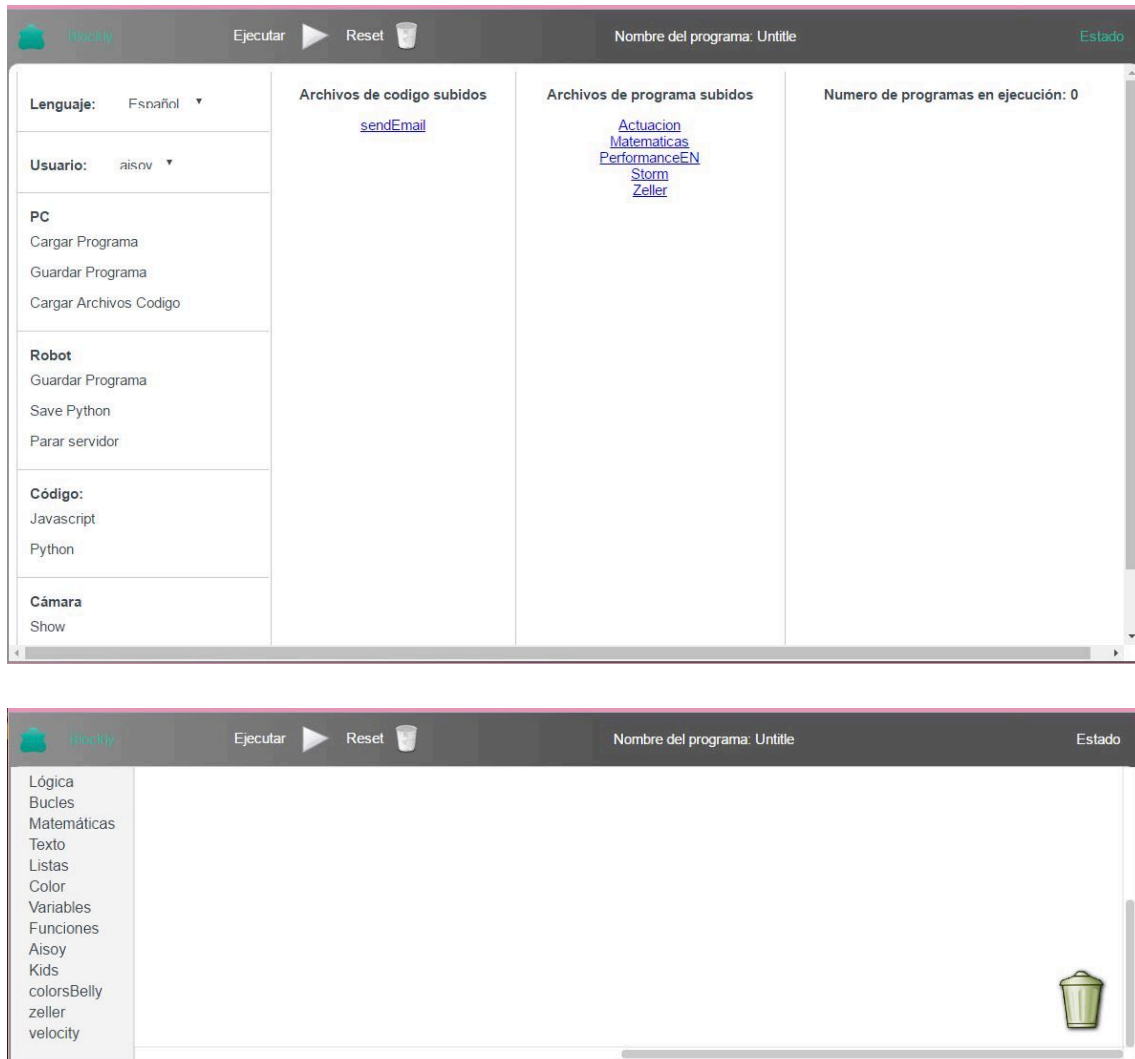 Blockly
Ejecutar
Reset
Nombre del programa: Untitle
Estado
Lenguaje: Español
Usuario: aisoy
PC
Cargar Programa
Guardar Programa
Cargar Archivos Codigo
Robot
Guardar Programa
Save Python
Parar servidor
Código:
Javascript
Python
Cámara
Show
Archivos de codigo subidos
sendEmail
Archivos de programa subidos
Actuacion
Matematicas
PerformanceEN
Storm
Zeller
Numero de programas en ejecución: 0
Blockly
Ejecutar
Reset
Nombre del programa: Untitle
Estado
Lógica
Bucles
Matemáticas
Texto
Listas
Color
Variables
Funciones
Aisoy
Kids
colorsBelly
zeller
velocity